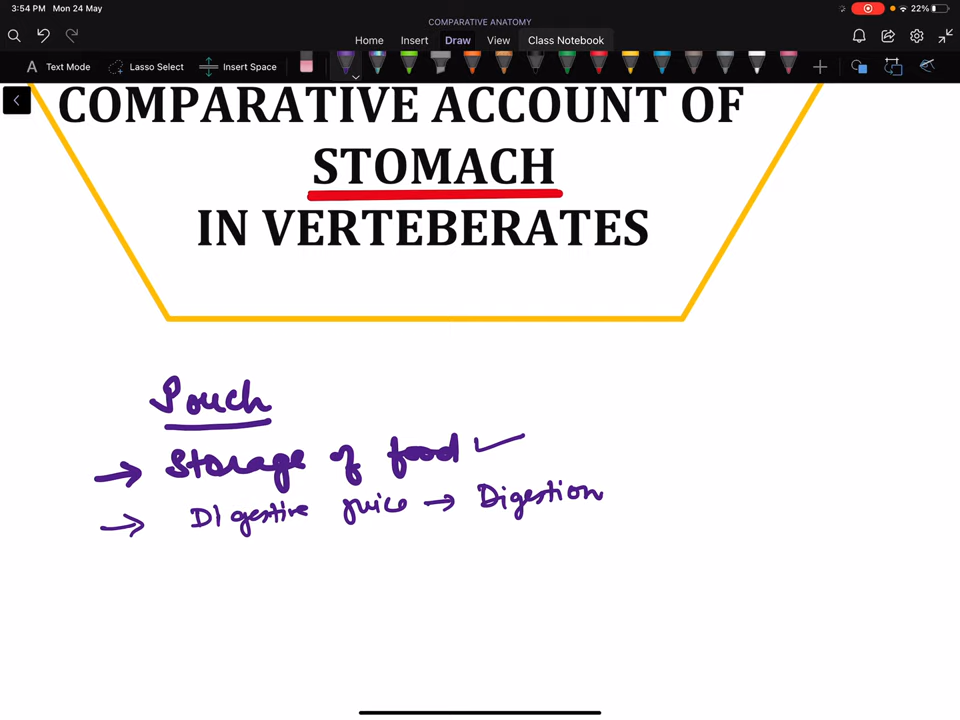 3:54 PM Mon 24 May
22%
COMPARATIVE ANATOMY
Home Insert Draw View Class Notebook
A Text Mode Lasso Select Insert Space
COMPARATIVE ACCOUNT OF
STOMACH
IN VERTEBERATES
Pouch
→ Storage of food ✓
→ Digestive juice → Digestion